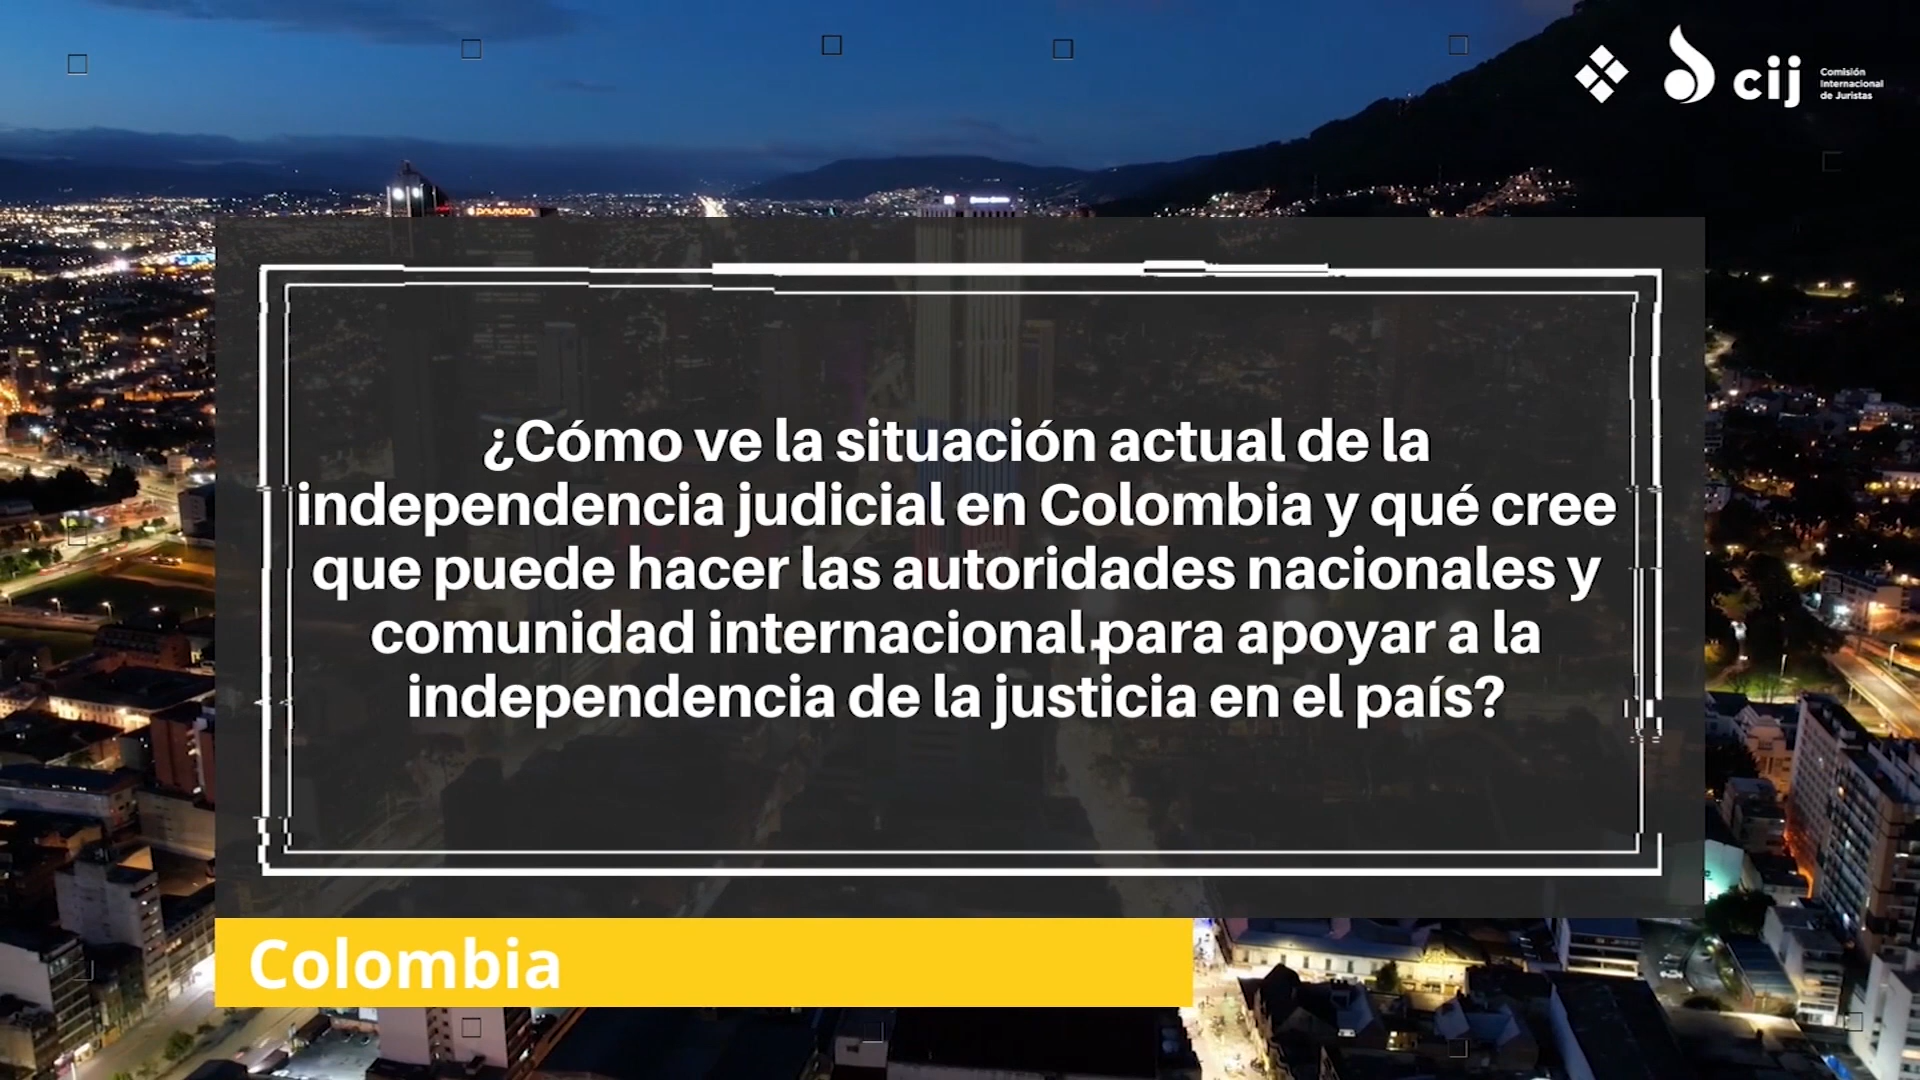 cij
Comisión
Internacional
de Juristas
DAVIVIENDA
¿Cómo ve la situación actual de la
independencia judicial en Colombia y qué cree
que puede hacer las autoridades nacionales y
comunidad internacional para apoyar a la
independencia de la justicia en el país?
Colombia